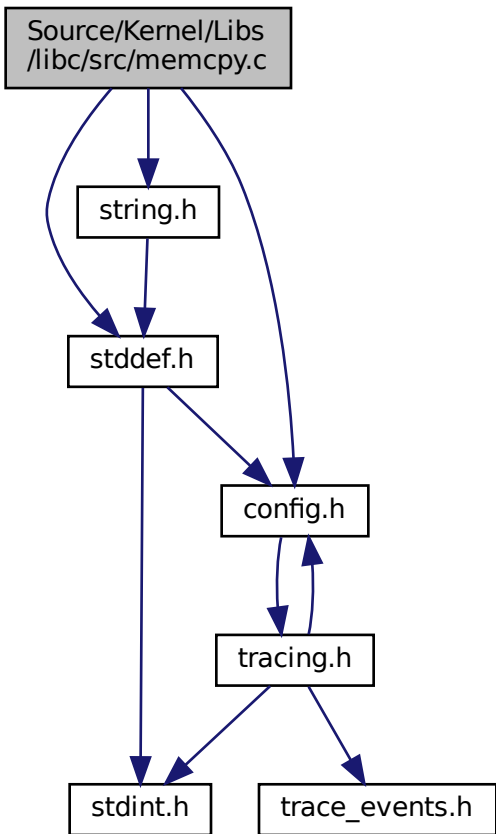 Source/Kernel/Libs
/libc/src/memcpy.c
string.h
stddef.h
config.h
tracing.h
stdint.h
trace_events.h